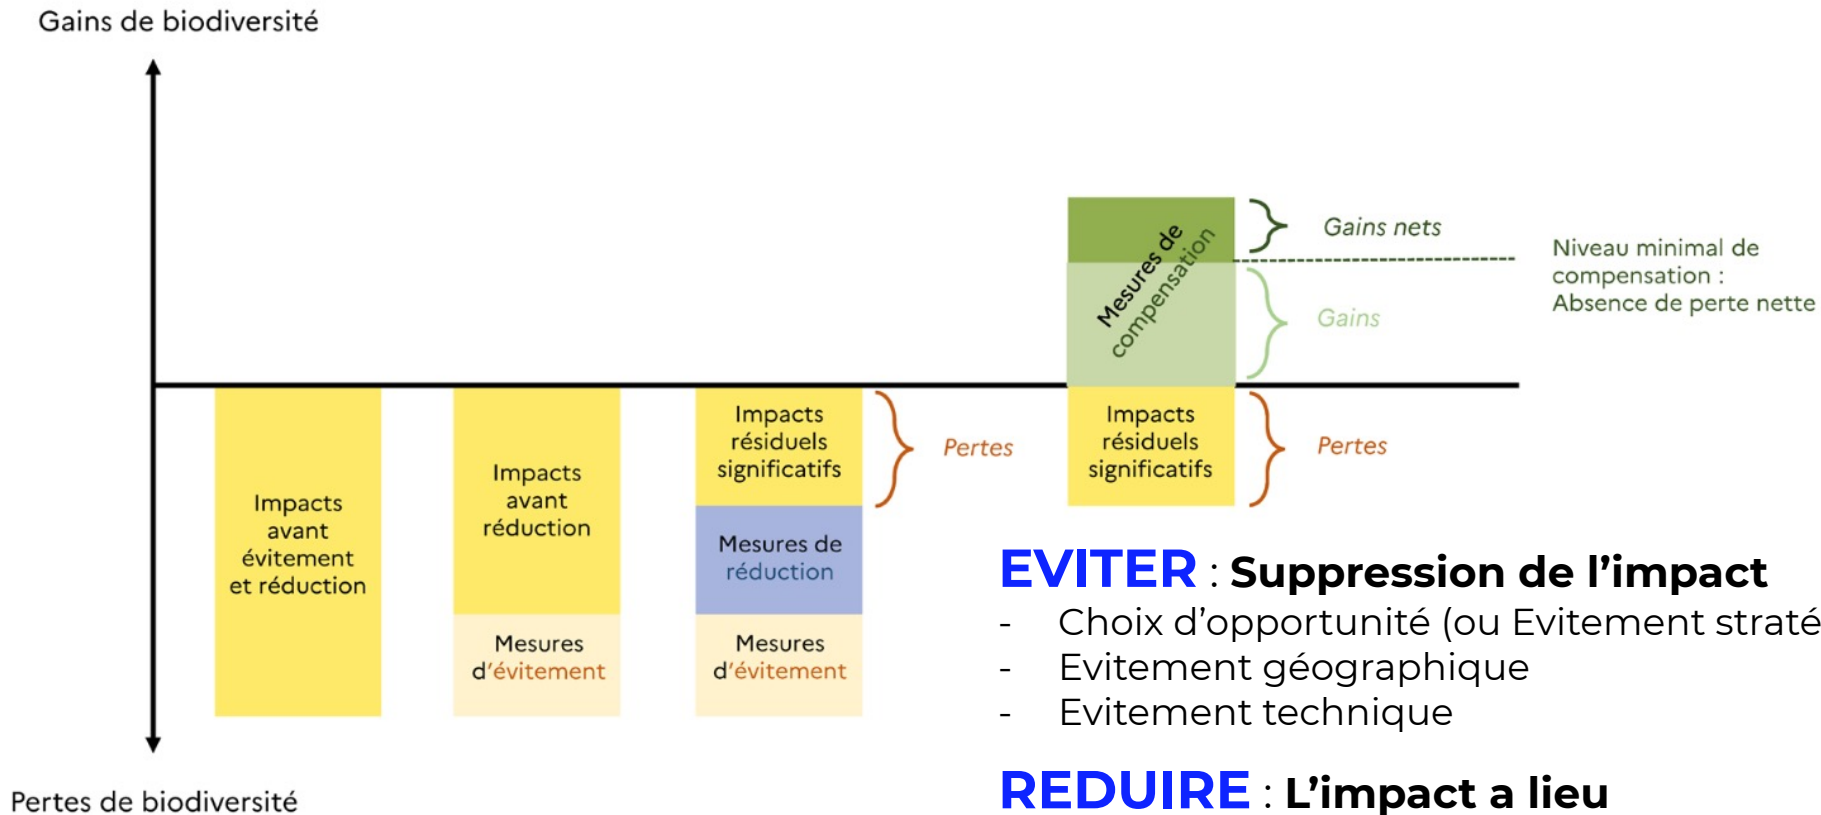 Gains de biodiversité
Impacts
avant
évitement
et réduction
Impacts
avant
réduction
Mesures
d'évitement
Impacts
résiduels
significatifs
Pertes
Mesures de
réduction
Mesures
d'évitement
Mesures de
compensation
Gains nets
Gains
Niveau minimal de
compensation :
Absence de perte nette
Impacts
résiduels
significatifs
Pertes
Pertes de biodiversité
EVITER : Suppression de l’impact
- Choix d’opportunité (ou Evitement straté
- Evitement géographique
- Evitement technique
REDUIRE : L’impact a lieu